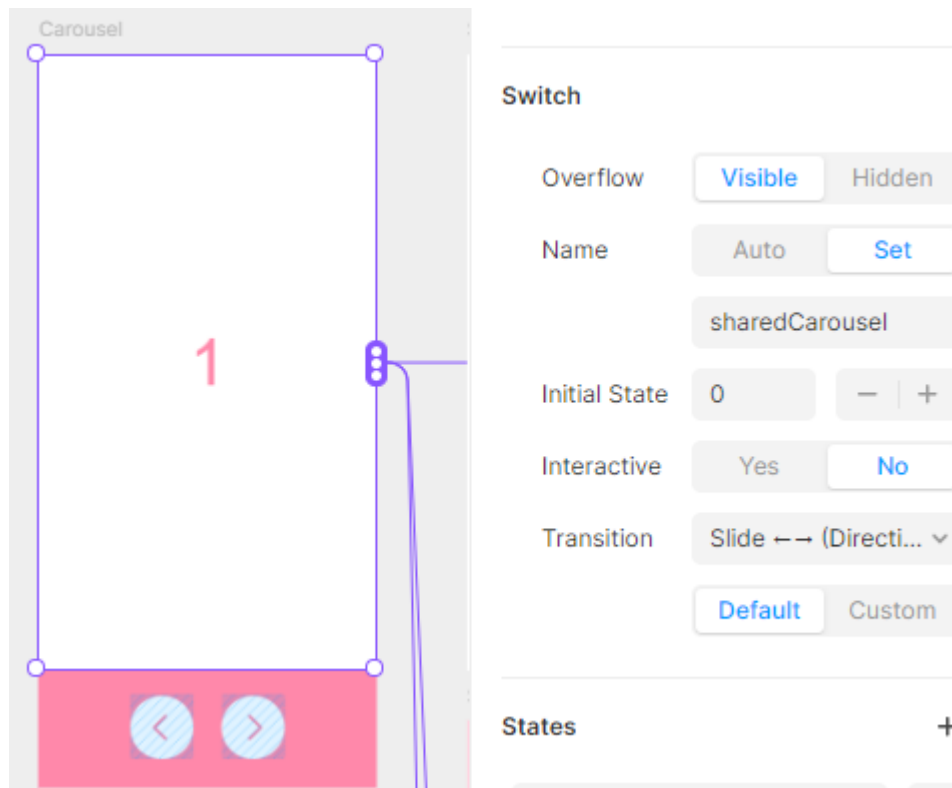 Carousel
1
Switch
Overflow Visible Hidden
Name Auto Set
sharedCarousel
Initial State 0 − +
Interactive Yes No
Transition Slide ←→ (Directi...
Default Custom
States +